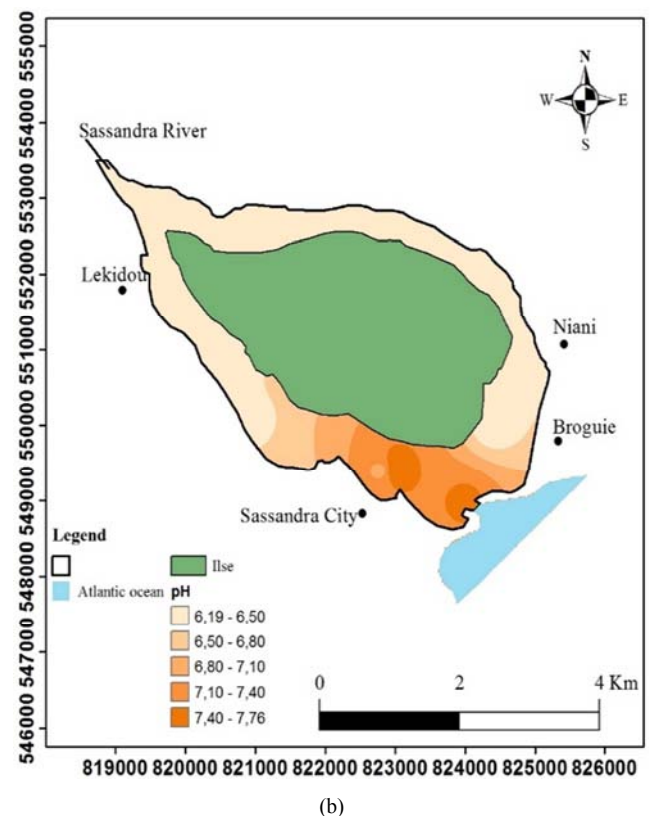 555000
554000
553000
552000
551000
550000
549000
548000
547000
546000
N
W E
S
Sassandra River
Lekidou
Niani
Broguie
Sassandra City
Legend
Ilse
Atlantic ocean pH
6,19 - 6,50
6,50 - 6,80
6,80 - 7,10
7,10 - 7,40
7,40 - 7,76
0 2 4 Km
819000 820000 821000 822000 823000 824000 825000 826000
(b)